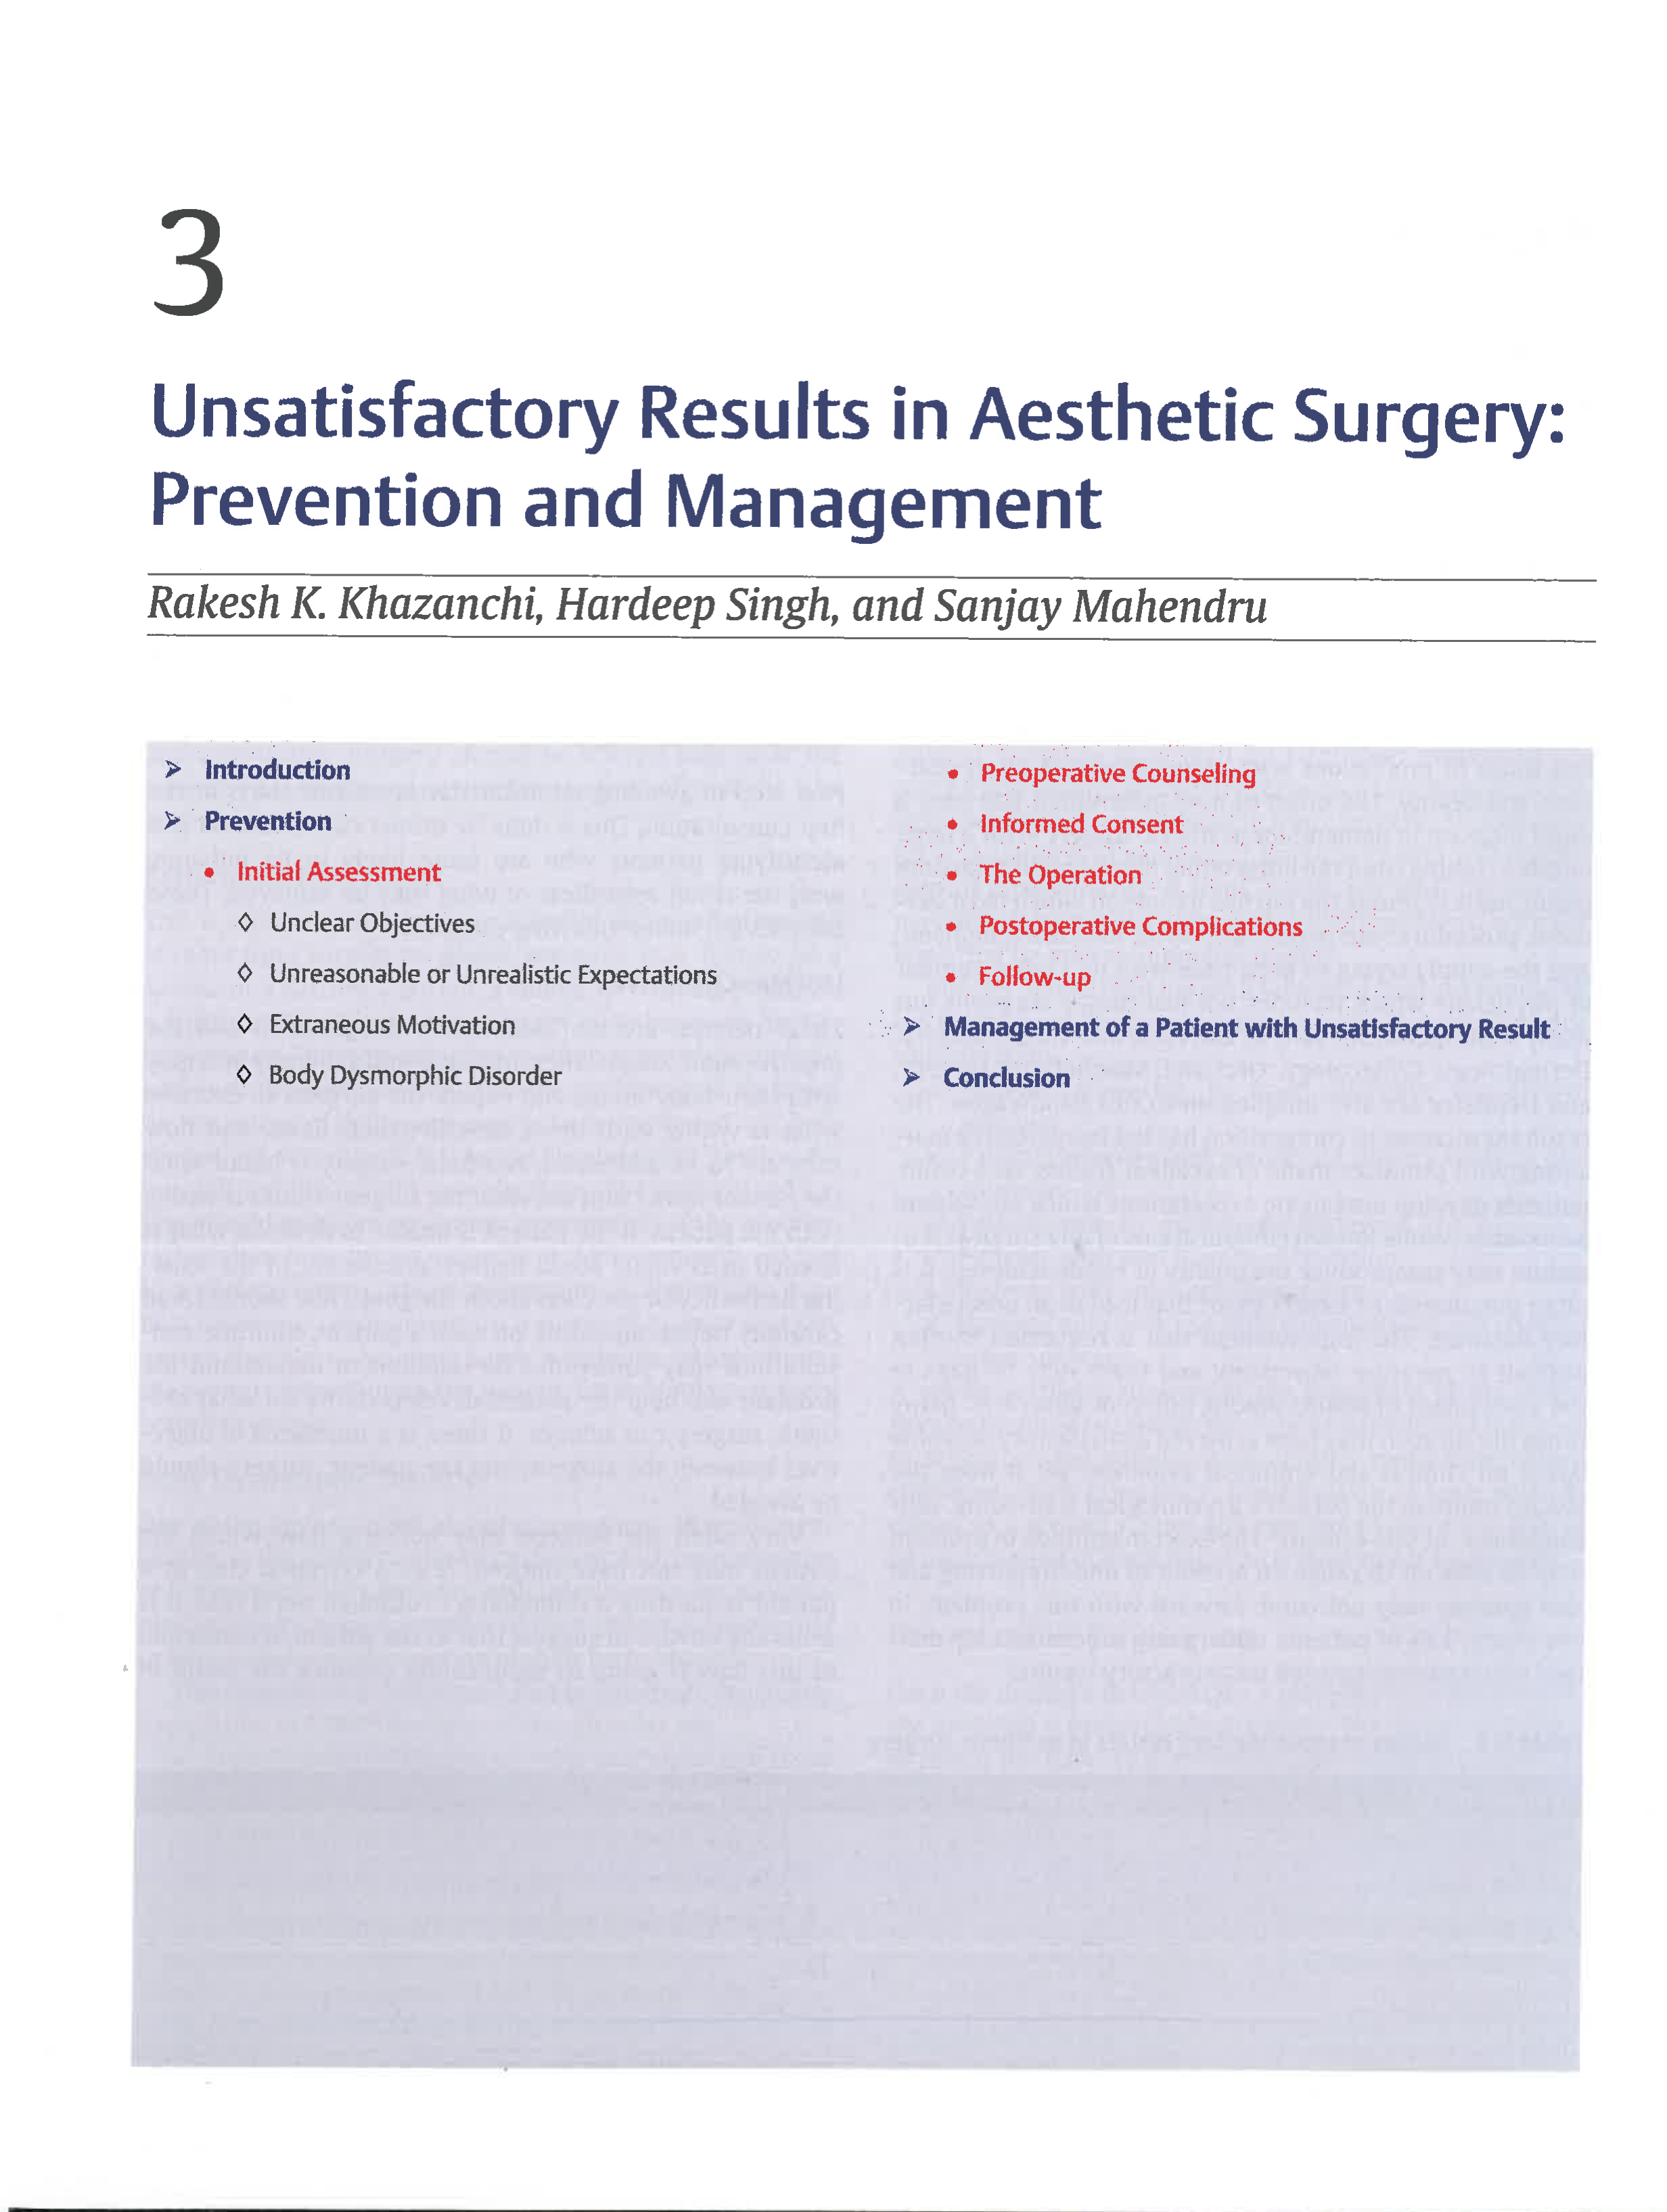 3
Unsatisfactory Results in Aesthetic Surgery:
Prevention and Management
Rakesh K. Khazanchi, Hardeep Singh, and Sanjay Mahendru
➢ Introduction
➢ Prevention
• Initial Assessment
◊ Unclear Objectives
◊ Unreasonable or Unrealistic Expectations
◊ Extraneous Motivation
◊ Body Dysmorphic Disorder
• Preoperative Counseling
• Informed Consent
• The Operation
• Postoperative Complications
• Follow-up
➢ Management of a Patient with Unsatisfactory Result
➢ Conclusion